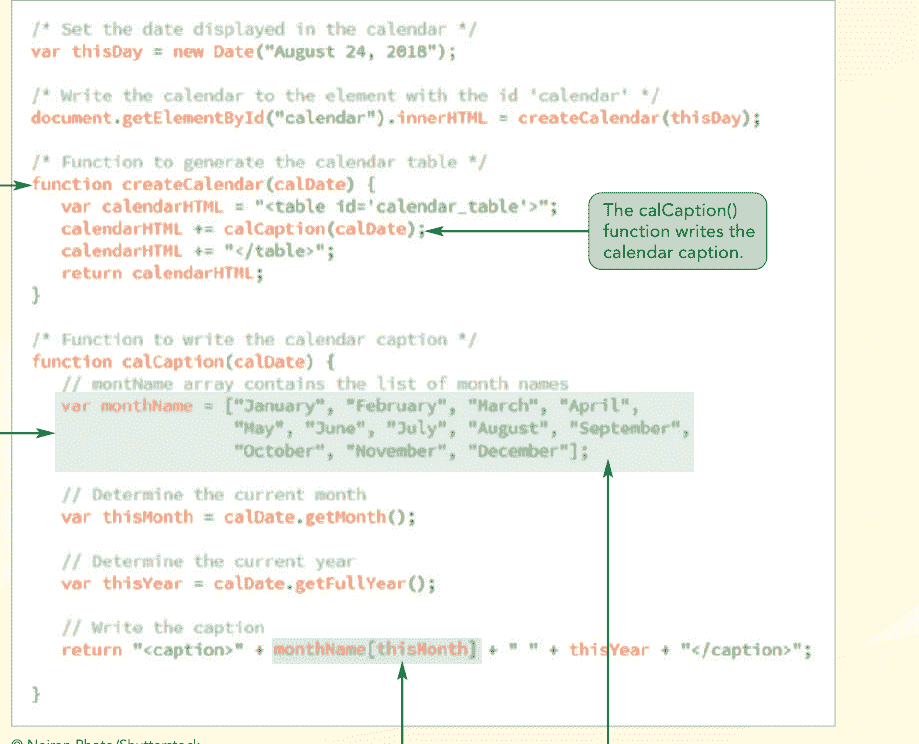 /* Set the date displayed in the calendar */
var thisDay = new Date("August 24, 2018");
/* Write the calendar to the element with the id 'calendar' */
document.getElementById("calendar").innerHTML = createCalendar(thisDay);
/* Function to generate the calendar table */
function createCalendar(calDate) {
var calendarHTML = "<table id='calendar_table'>";
calendarHTML += calCaption(calDate);
calendarHTML += "</table>";
return calendarHTML;
}
The calCaption()
function writes the
calendar caption.
/* Function to write the calendar caption */
function calCaption(calDate) {
// montName array contains the list of month names
var monthName = ["January", "February", "March", "April",
"May", "June", "July", "August", "September",
"October", "November", "December"];
// Determine the current month
var thisMonth = calDate.getMonth();
// Determine the current year
var thisYear = calDate.getFullYear();
// Write the caption
return "<caption>" + monthName[thisMonth] + " " + thisYear + "</caption>";
}
Photo/Shutterstock